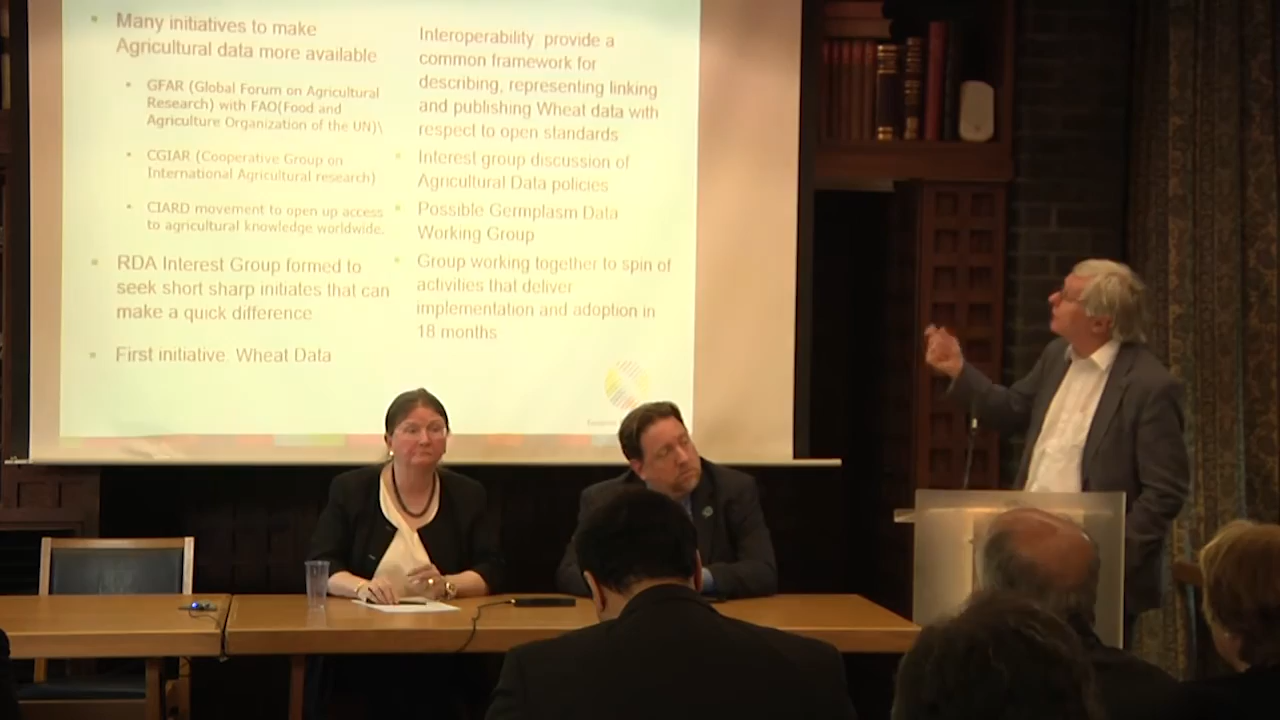 Many initiatives to make
Agricultural data more available
GFAR (Global Forum on Agricultural
Research) with FAO(Food and
Agriculture Organization of the UN)\
CGIAR (Cooperative Group on
International Agricultural research)
CIARD movement to open up access
to agricultural knowledge worldwide.
RDA Interest Group formed to
seek short sharp initiates that can
make a quick difference
First initiative. Wheat Data
Interoperability: provide a
common framework for
describing, representing linking
and publishing Wheat data with
respect to open standards
Interest group discussion of
Agricultural Data policies
Possible Germplasm Data
Working Group
Group working together to spin of
activities that deliver
implementation and adoption in
18 months